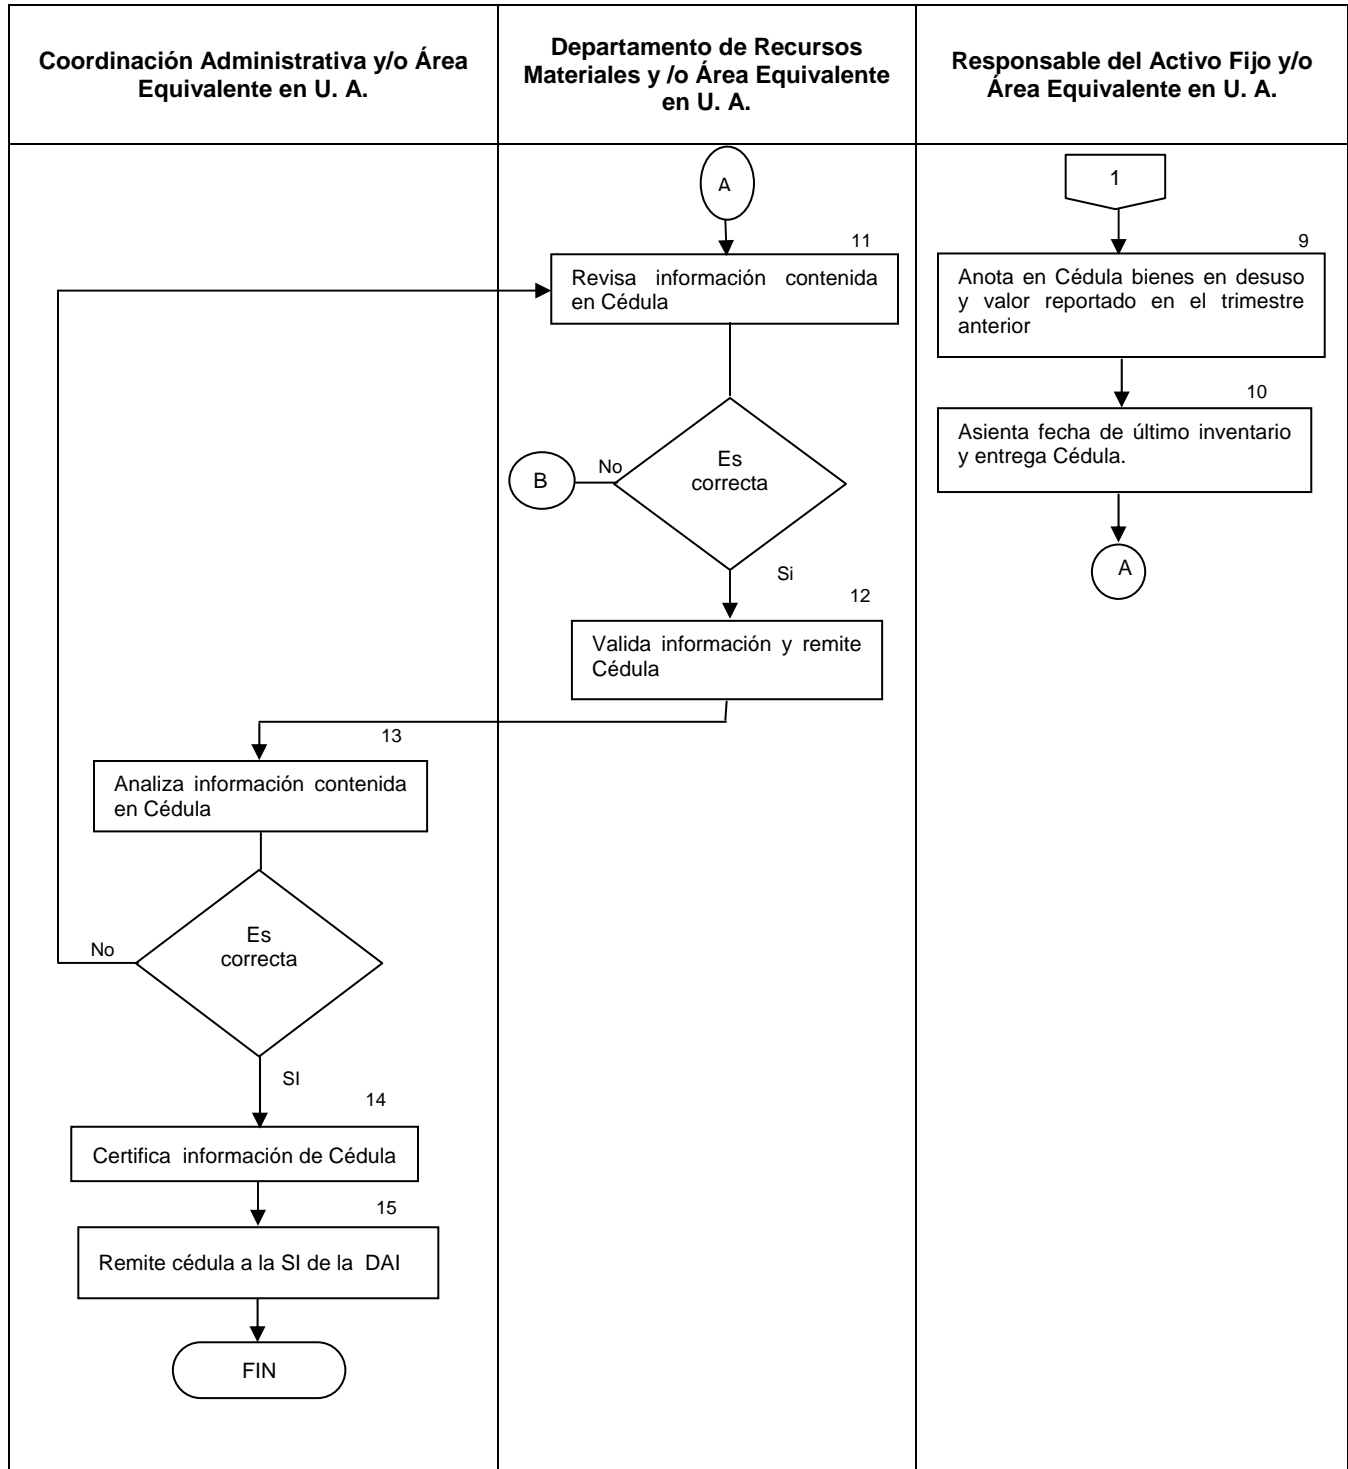 Coordinación Administrativa y/o Área
Equivalente en U. A.
Departamento de Recursos
Materiales y /o Área Equivalente
en U. A.
Responsable del Activo Fijo y/o
Área Equivalente en U. A.
1
9
Anota en Cédula bienes en desuso
y valor reportado en el trimestre
anterior
10
Asienta fecha de último inventario
y entrega Cédula.
A
A
11
Revisa información contenida
en Cédula
Es
correcta
No
B
Si
12
Valida información y remite
Cédula
13
Analiza información contenida
en Cédula
Es
correcta
No
SI
14
Certifica información de Cédula
15
Remite cédula a la SI de la DAI
FIN